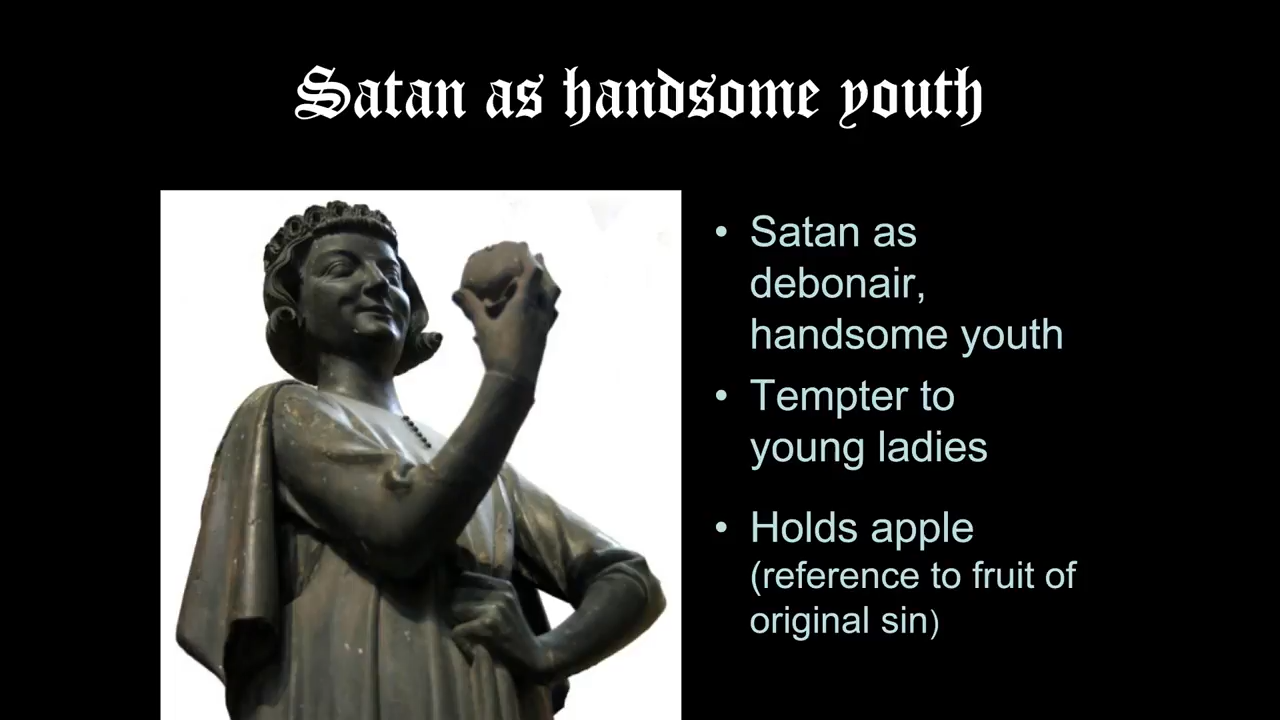 Satan as handsome youth
• Satan as
debonair,
handsome youth
• Tempter to
young ladies
• Holds apple
(reference to fruit of
original sin)